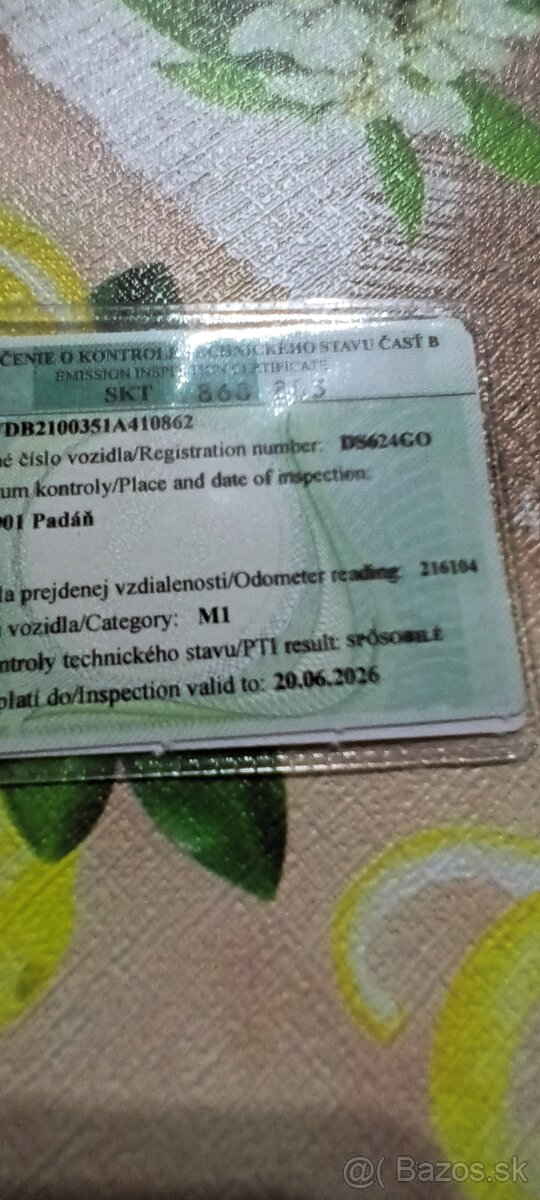 ČENIE O KONTROLE TECHNICKÉHO STAVU ČASŤ B
EMISSION INSPECTION CERTIFICATE
SKT 868
DB2100351A410862
né číslo vozidla/Registration number: DS624GO
um kontroly/Place and date of inspection:
01 Padáň
la prejdenej vzdialenosti/Odometer reading: 216104
vozidla/Category: M1
ntroly technického stavu/PTI result: SPÔSOBILÉ
platí do/Inspection valid to: 20.06.2026
@( Bazos.sk